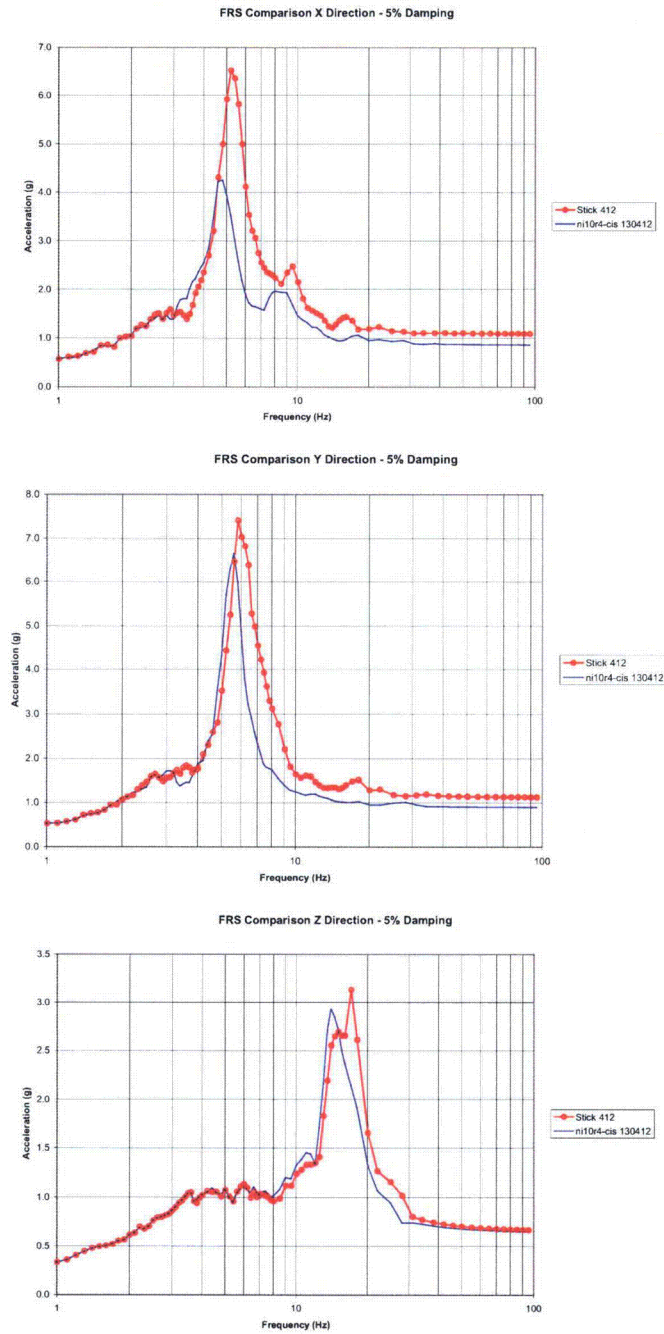 FRS Comparison X Direction - 5% Damping
7.0
6.0
5.0
4.0
3.0
2.0
1.0
0.0
Acceleration (g)
1
10
100
Frequency (Hz)
Stick 412
ni10r4-cis 130412
FRS Comparison Y Direction - 5% Damping
8.0
7.0
6.0
5.0
4.0
3.0
2.0
1.0
0.0
Acceleration (g)
1
10
100
Frequency (Hz)
Stick 412
ni10r4-cis 130412
FRS Comparison Z Direction - 5% Damping
3.5
3.0
2.5
2.0
1.5
1.0
0.5
0.0
Acceleration (g)
1
10
100
Frequency (Hz)
Stick 412
ni10r4-cis 130412